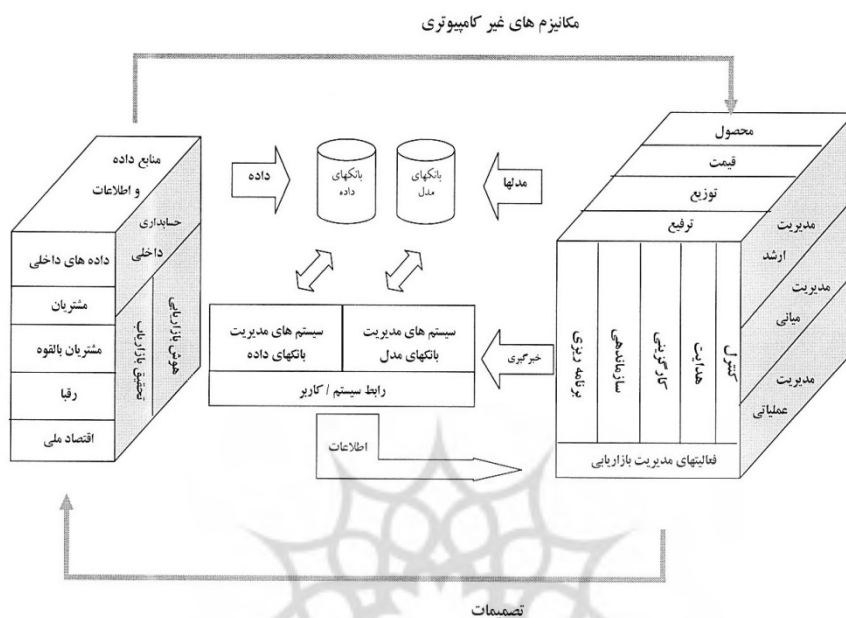 مکانیزم های غیر کامپیوتری
محصول
قیمت
توزیع
ترفیع
مدیریت
ارشد
مدیریت
میانی
مدیریت
عملیاتی
کنترل
هدایت
کارگزینی
سازماندهی
برنامه ریزی
فعالیتهای مدیریت بازاریابی
مدلها
بانکهای
مدل
بانکهای
داده
داده
خبرگیری
سیستم های مدیریت
بانکهای مدل
سیستم های مدیریت
بانکهای داده
رابط سیستم / کاربر
اطلاعات
منابع داده
و اطلاعات
حسابداری
داخلی
هوش بازاریابی
تحقیق بازاریاب
داده های داخلی
مشتریان
مشتریان بالقوه
رقبا
اقتصاد ملی
تصمیمات